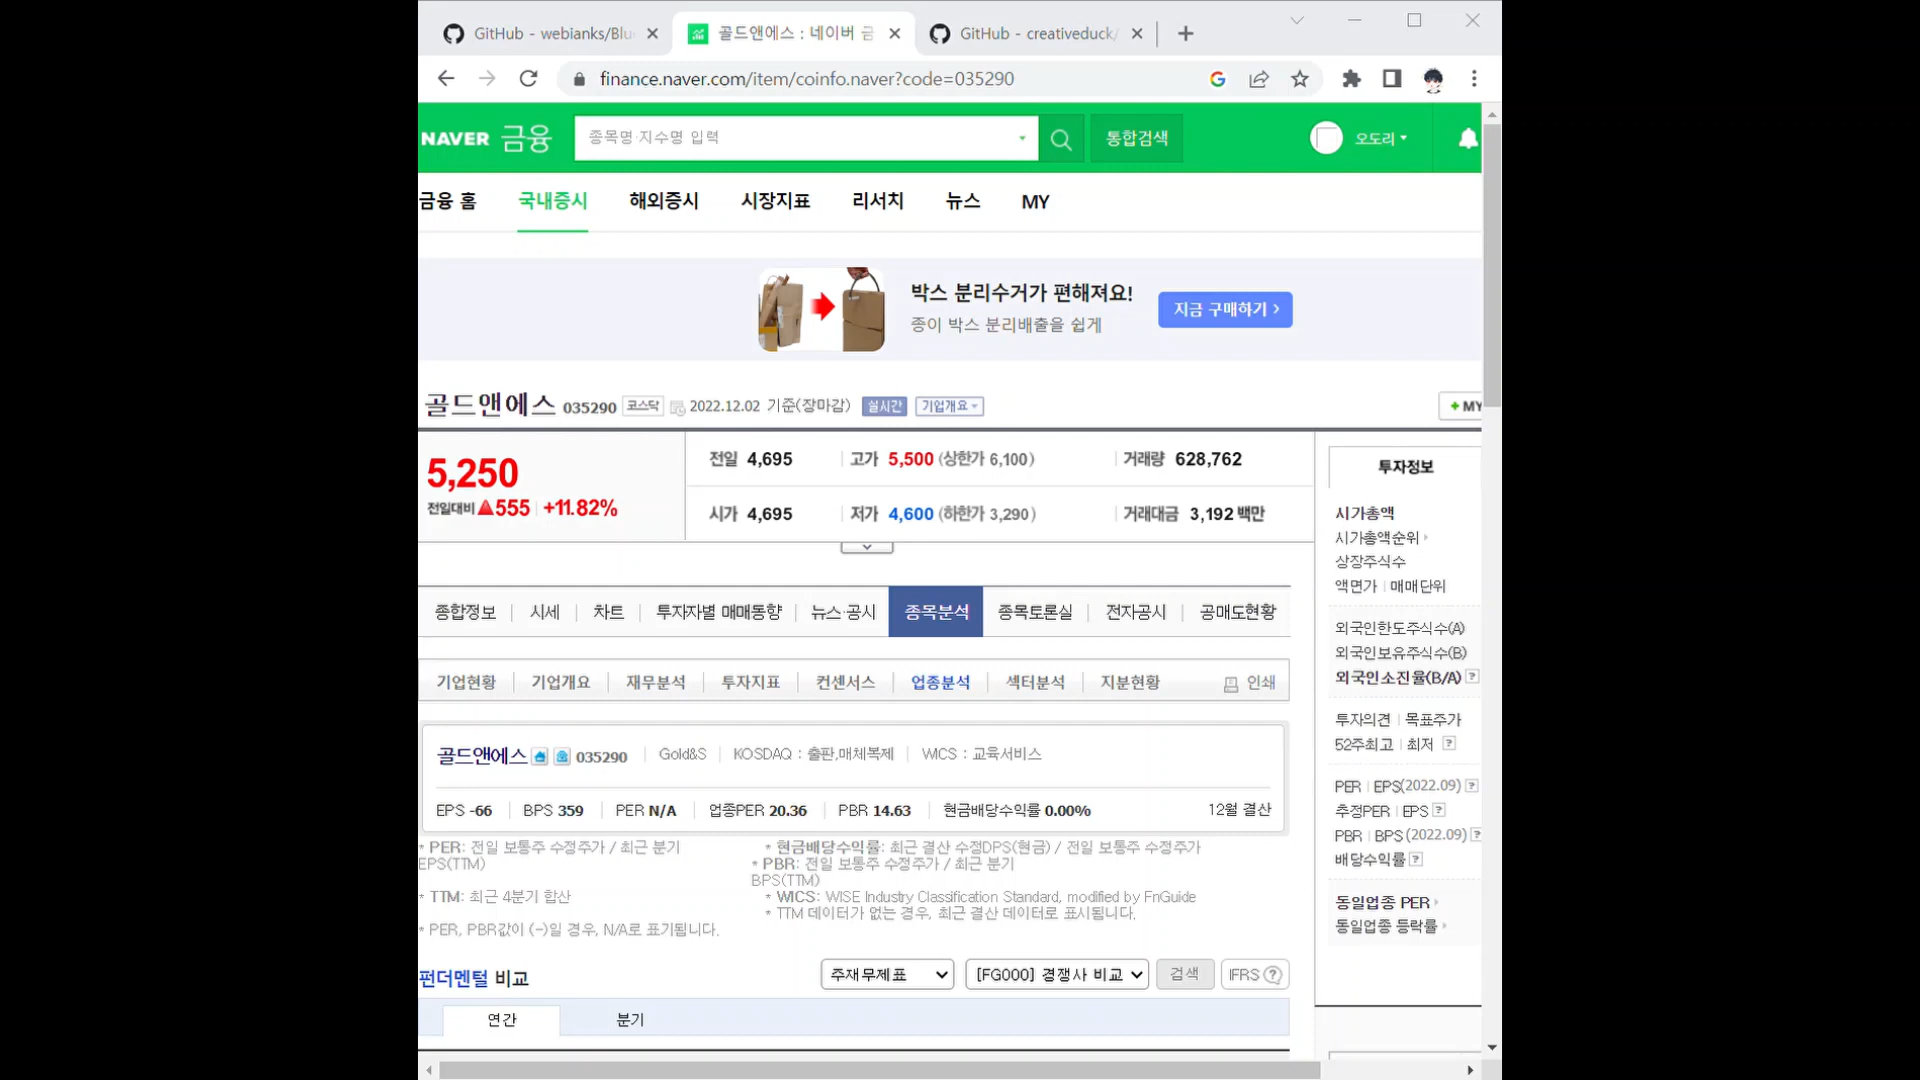 GitHub - webianks/Blu
골드앤에스 : 네이버 금
GitHub - creativeduck/
finance.naver.com/item/coinfo.naver?code=035290
NAVER 금융
종목명·지수명 입력
통합검색
오도리
금융 홈
국내증시
해외증시
시장지표
리서치
뉴스
MY
박스 분리수거가 편해져요!
종이 박스 분리배출을 쉽게
지금 구매하기 >
골드앤에스 035290 코스닥 2022.12.02 기준(장마감) 실시간 기업개요
+ MY
5,250
전일대비 ▲555 +11.82%
전일 4,695
고가 5,500 (상한가 6,100)
거래량 628,762
시가 4,695
저가 4,600 (하한가 3,290)
거래대금 3,192 백만
종합정보
시세
차트
투자자별 매매동향
뉴스·공시
종목분석
종목토론실
전자공시
공매도현황
기업현황
기업개요
재무분석
투자지표
컨센서스
업종분석
섹터분석
지분현황
인쇄
골드앤에스 035290 Gold&S KOSDAQ : 출판,매체복제 WICS : 교육서비스
EPS -66 BPS 359 PER N/A 업종PER 20.36 PBR 14.63 현금배당수익률 0.00% 12월 결산
* PER: 전일 보통주 수정주가 / 최근 분기
EPS(TTM)
* TTM: 최근 4분기 합산
* PER, PBR값이 (-)일 경우, N/A로 표기됩니다.
* 현금배당수익률: 최근 결산 수정DPS(현금) / 전일 보통주 수정주가
* PBR: 전일 보통주 수정주가 / 최근 분기
BPS(TTM)
* WICS: WISE Industry Classification Standard, modified by FnGuide
* TTM 데이터가 없는 경우, 최근 결산 데이터로 표시됩니다.
펀더멘털 비교
주재무제표
[FG000] 경쟁사 비교
검색
IFRS ?
연간
분기
투자정보
시가총액
시가총액순위
상장주식수
액면가 | 매매단위
외국인한도주식수(A)
외국인보유주식수(B)
외국인소진율(B/A) ?
투자의견 | 목표주가
52주최고 | 최저 ?
PER | EPS(2022.09) ?
추정PER | EPS ?
PBR | BPS (2022.09) ?
배당수익률 ?
동일업종 PER
동일업종 등락률